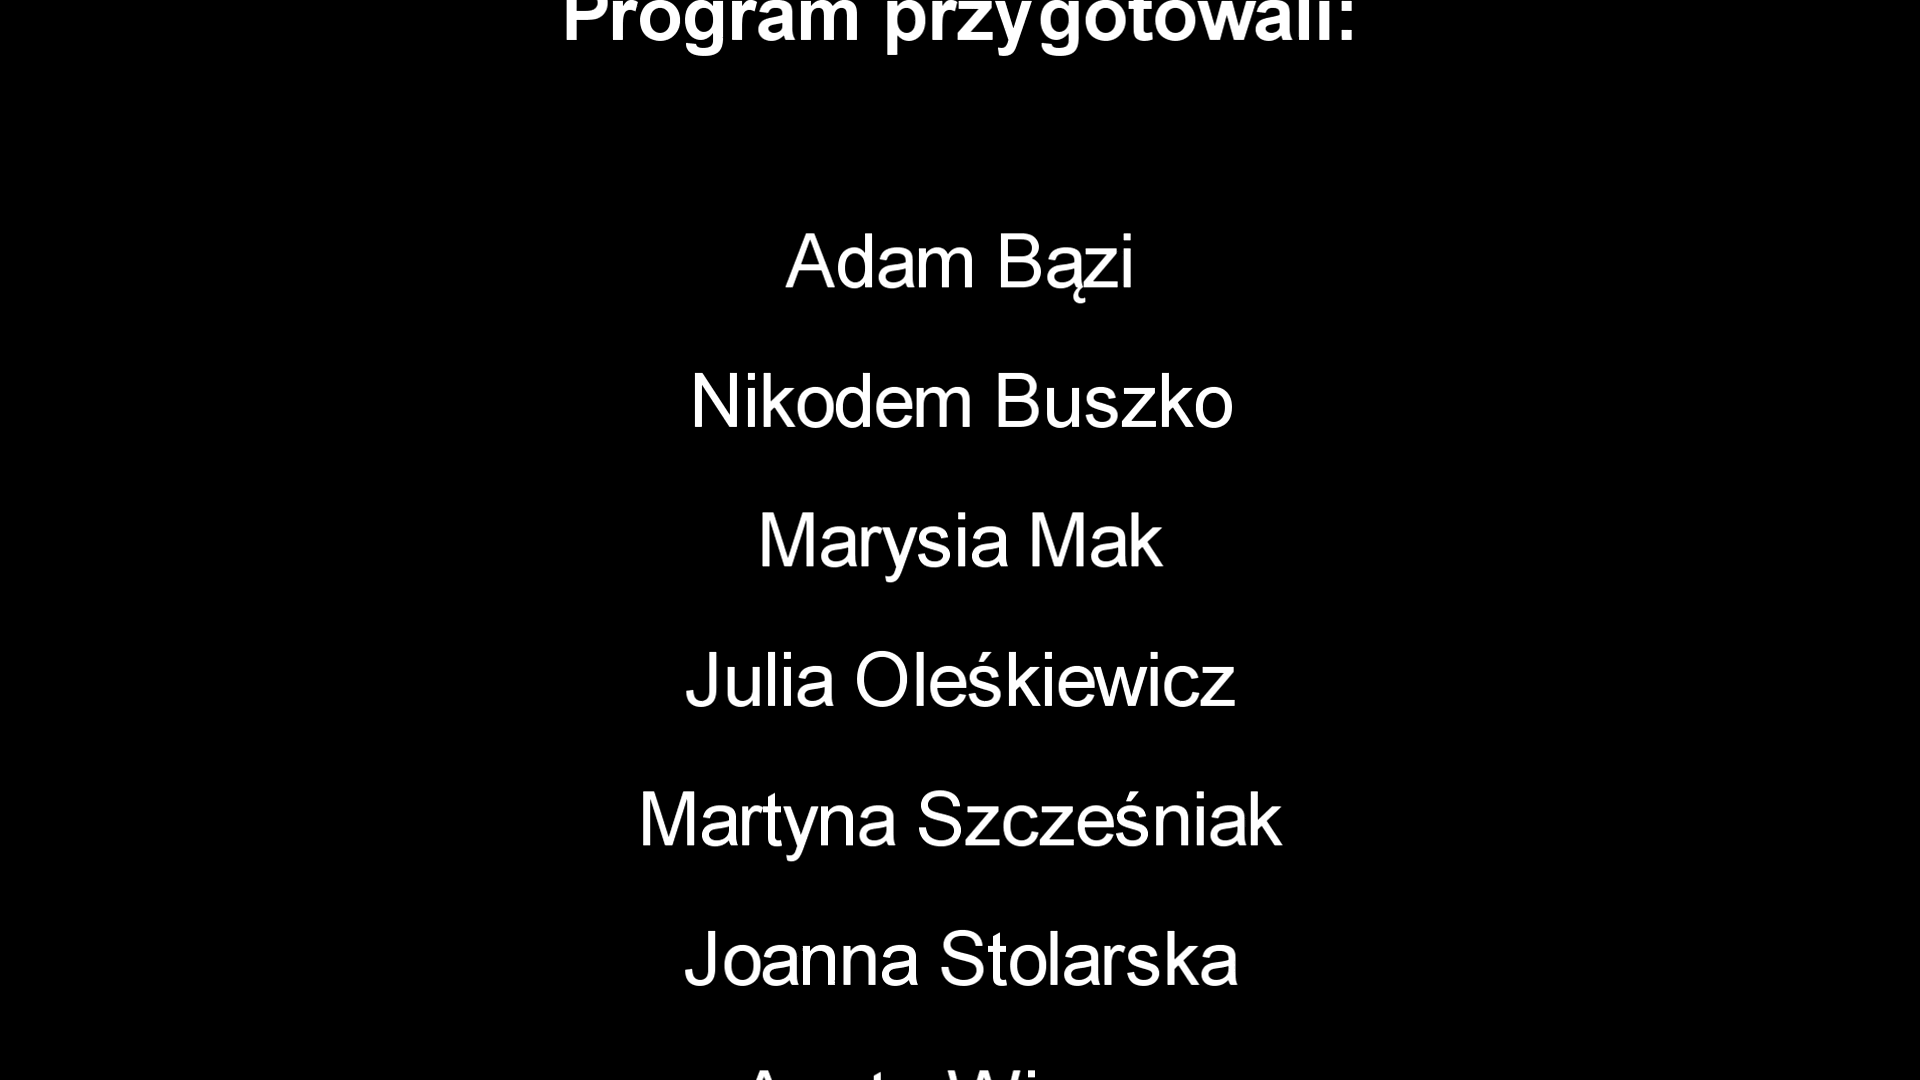 Program przygotowali:
Adam Bązi
Nikodem Buszko
Marysia Mak
Julia Oleśkiewicz
Martyna Szcześniak
Joanna Stolarska